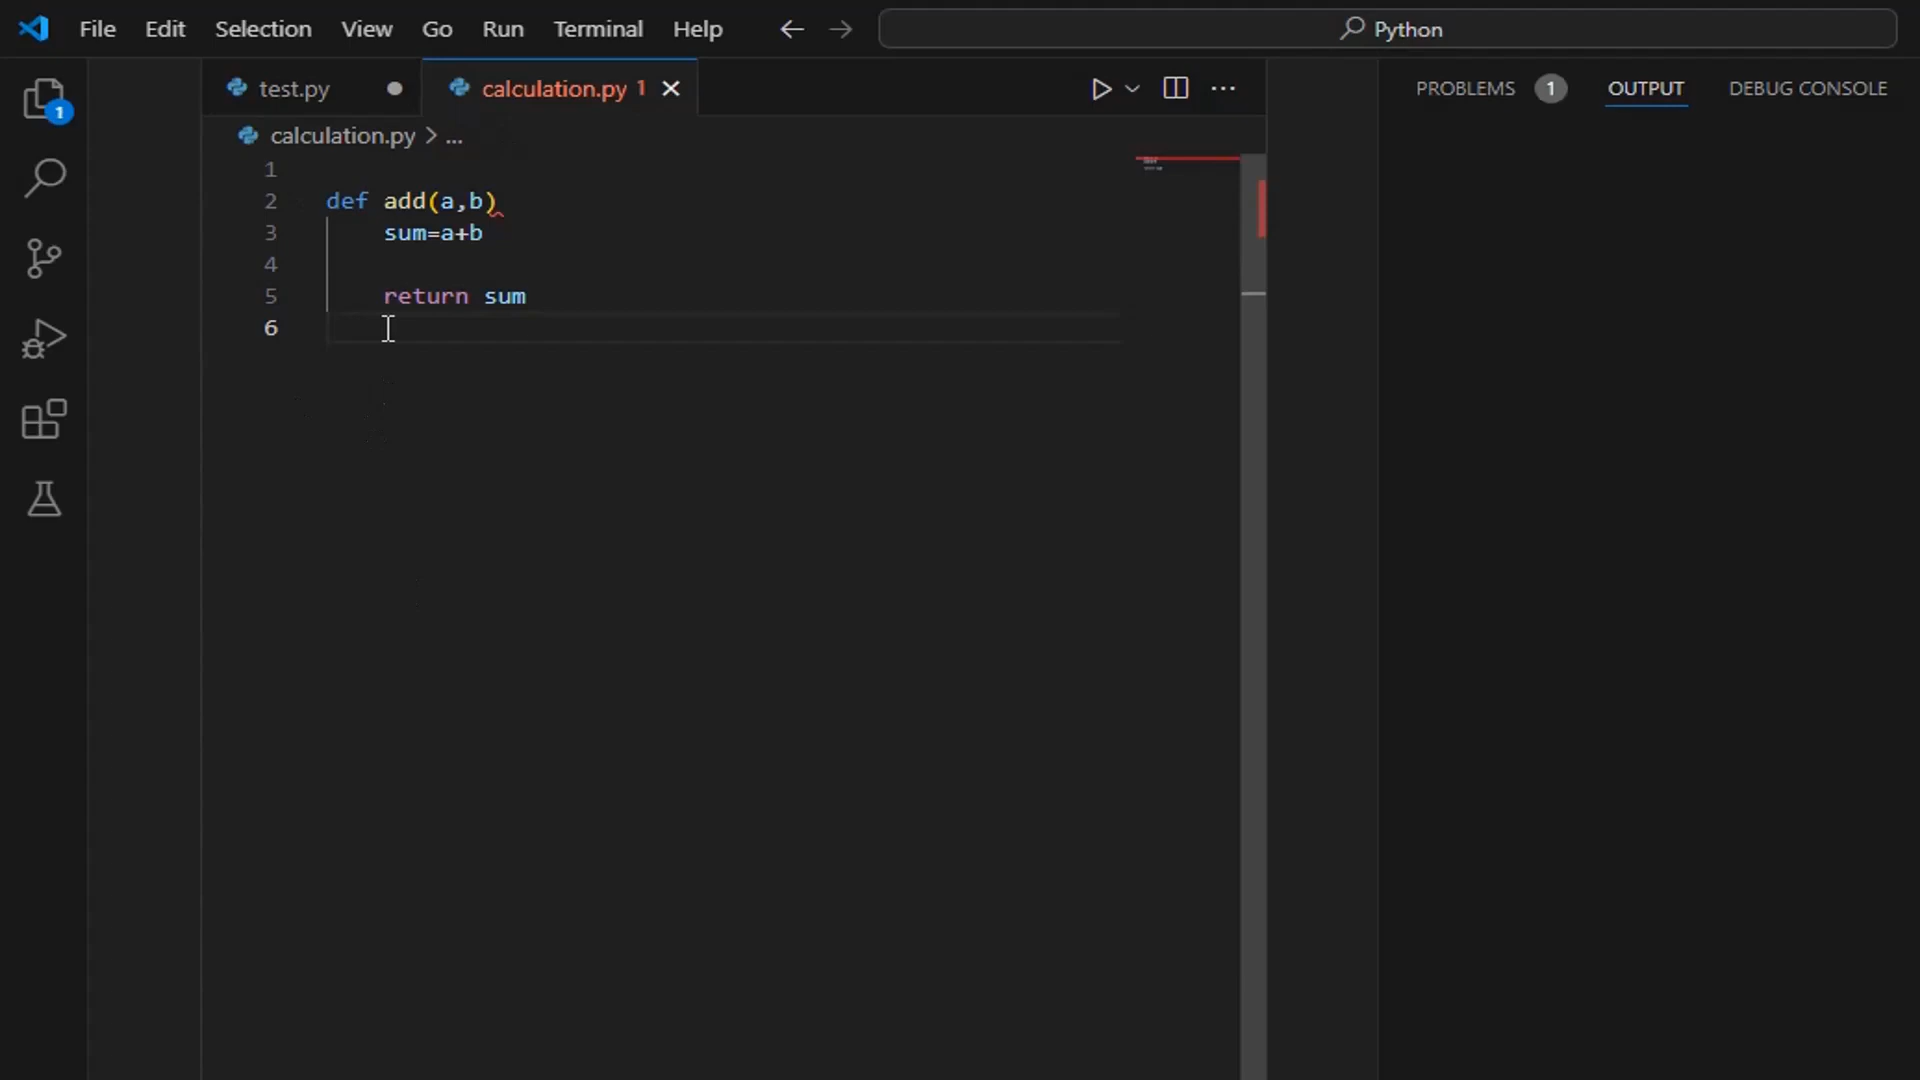 File Edit Selection View Go Run Terminal Help Python
test.py calculation.py 1 PROBLEMS 1 OUTPUT DEBUG CONSOLE
1
calculation.py > ...
1
2 def add(a,b)
3 sum=a+b
4
5 return sum
6